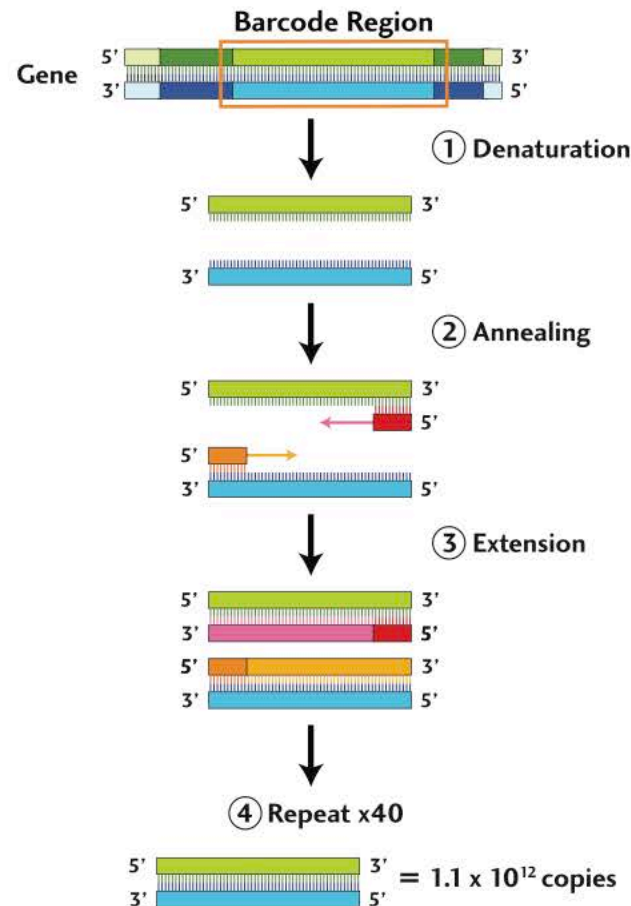 Barcode Region
5’ 3’
Gene
3’ 5’
① Denaturation
5’ 3’
3’ 5’
② Annealing
5’ 3’
5’
5’
3’ 5’
③ Extension
5’ 3’
3’ 5’
5’ 3’
3’ 5’
④ Repeat x40
5’ 3’
= 1.1 x 10¹² copies
3’ 5’